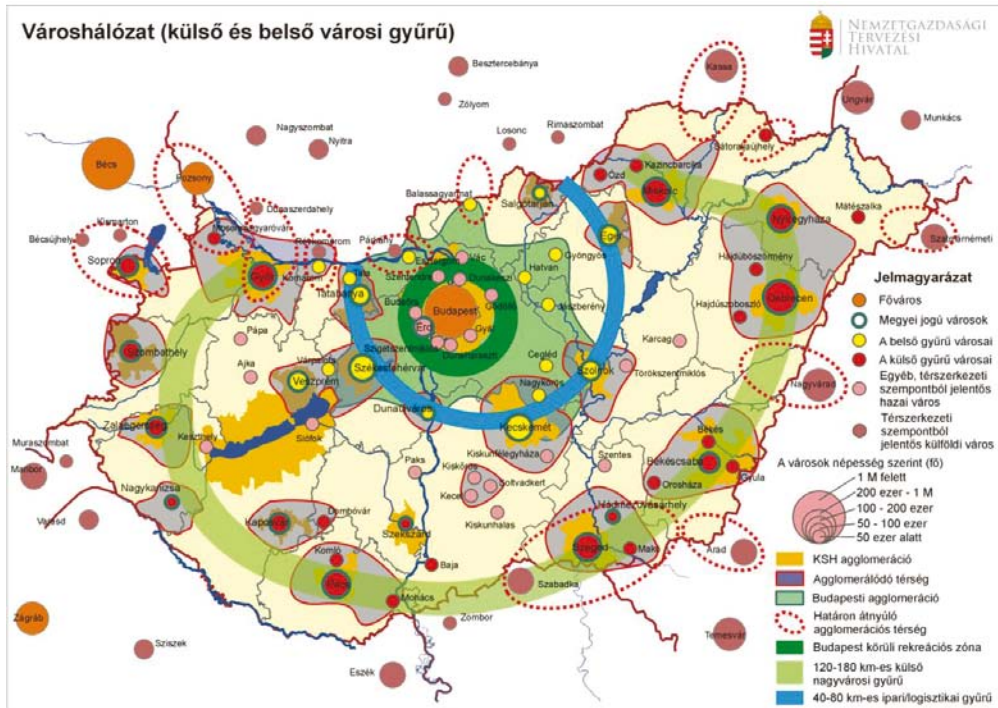 Városhálózat (külső és belső városi gyűrű)
NEMZETGAZDASÁGI
TERVEZÉSI
HIVATAL
Besztercebánya
Kassa
Zólyom
Ungvár
Munkács
Losonc
Rimaszombat
Nagyszombat
Nyitra
Bécs
Pozsony
Sátoraljaújhely
Kazincbarcika
Ózd
Miskolc
Balassagyarmat
Salgótarján
Dunaszerdahely
Mosonmagyaróvár
Kismarton
Bécsújhely
Révkomárom
Párkány
Sopron
Győr
Komárom
Esztergom
Vác
Eger
Nyíregyháza
Mátészalka
Szatmárnémeti
Tata
Tatabánya
Szentendre
Dunakeszi
Hatvan
Gyöngyös
Hajdúböszörmény
Budaörs
Gödöllő
Jászberény
Budapest
Érd
Gyál
Hajdúszoboszló
Debrecen
Pápa
Szigetszentmiklós
Dunaharaszti
Szombathely
Ajka
Várpalota
Székesfehérvár
Veszprém
Cegléd
Szolnok
Karcag
Törökszentmiklós
Nagyvárad
Nagykőrös
Dunaújváros
Kecskemét
Zalaegerszeg
Keszthely
Siófok
Kiskunfélegyháza
Békés
Békéscsaba
Gyula
Muraszombat
Maribor
Paks
Kiskőrös
Soltvadkert
Kecel
Szentes
Orosháza
Nagykanizsa
Kiskunhalas
Varasd
Kaposvár
Dombóvár
Szekszárd
Hódmezővásárhely
Komló
Baja
Szeged
Makó
Arad
Pécs
Mohács
Szabadka
Zágráb
Zombor
Temesvár
Sziszek
Eszék
Jelmagyarázat
Főváros
Megyei jogú városok
A belső gyűrű városai
A külső gyűrű városai
Egyéb, térszerkezeti
szempontból jelentős
hazai város
Térszerkezeti
szempontból
jelentős külföldi város
A városok népesség szerint (fő)
1 M felett
200 ezer - 1 M
100 - 200 ezer
50 - 100 ezer
50 ezer alatt
KSH agglomeráció
Agglomerálódó térség
Budapesti agglomeráció
Határon átnyúló
agglomerációs térség
Budapest körüli rekreációs zóna
120-180 km-es külső
nagyvárosi gyűrű
40-80 km-es ipari/logisztikai gyűrű